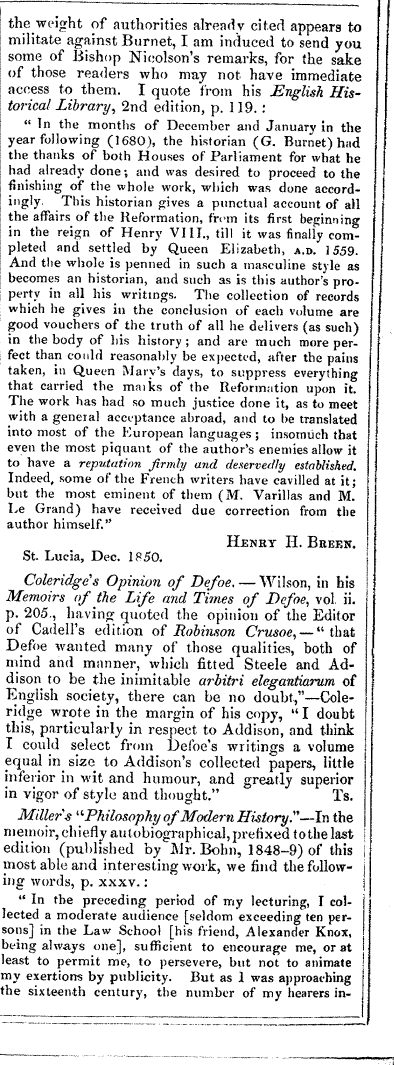 the weight of authorities already cited appears to
militate against Burnet, I am induced to send you
some of Bishop Nicolson's remarks, for the sake
of those readers who may not have immediate
access to them. I quote from his English His-
torical Library, 2nd edition, p. 119. :
" In the months of December and January in the
year following (1680), the historian (G. Burnet) had
the thanks of both Houses of Parliament for what he
had already done; and was desired to proceed to the
finishing of the whole work, which was done accord-
ingly. This historian gives a punctual account of all
the affairs of the Reformation, from its first beginning
in the reign of Henry VIII., till it was finally com-
pleted and settled by Queen Elizabeth, A.D. 1559.
And the whole is penned in such a masculine style as
becomes an historian, and such as is this author's pro-
perty in all his writings. The collection of records
which he gives in the conclusion of each volume are
good vouchers of the truth of all he delivers (as such)
in the body of his history; and are much more per-
fect than could reasonably be expected, after the pains
taken, in Queen Mary's days, to suppress everything
that carried the marks of the Reformation upon it.
The work has had so much justice done it, as to meet
with a general acceptance abroad, and to be translated
into most of the European languages; insomuch that
even the most piquant of the author's enemies allow it
to have a reputation firmly and deservedly established.
Indeed, some of the French writers have cavilled at it;
but the most eminent of them (M. Varillas and M.
Le Grand) have received due correction from the
author himself."
HENRY H. BREEN.
St. Lucia, Dec. 1850.
Coleridge's Opinion of Defoe. — Wilson, in his
Memoirs of the Life and Times of Defoe, vol. ii.
p. 205., having quoted the opinion of the Editor
of Cadell's edition of Robinson Crusoe, — " that
Defoe wanted many of those qualities, both of
mind and manner, which fitted Steele and Ad-
dison to be the inimitable arbitri elegantiarum of
English society, there can be no doubt,"—Cole-
ridge wrote in the margin of his copy, " I doubt
this, particularly in respect to Addison, and think
I could select from Defoe's writings a volume
equal in size to Addison's collected papers, little
inferior in wit and humour, and greatly superior
in vigor of style and thought." Ts.
Miller's "Philosophy of Modern History."—In the
memoir, chiefly autobiographical, prefixed to the last
edition (published by Mr. Bohn, 1848-9) of this
most able and interesting work, we find the follow-
ing words, p. xxxv. :
" In the preceding period of my lecturing, I col-
lected a moderate audience [seldom exceeding ten per-
sons] in the Law School [his friend, Alexander Knox,
being always one], sufficient to encourage me, or at
least to permit me, to persevere, but not to animate
my exertions by publicity. But as I was approaching
the sixteenth century, the number of my hearers in-